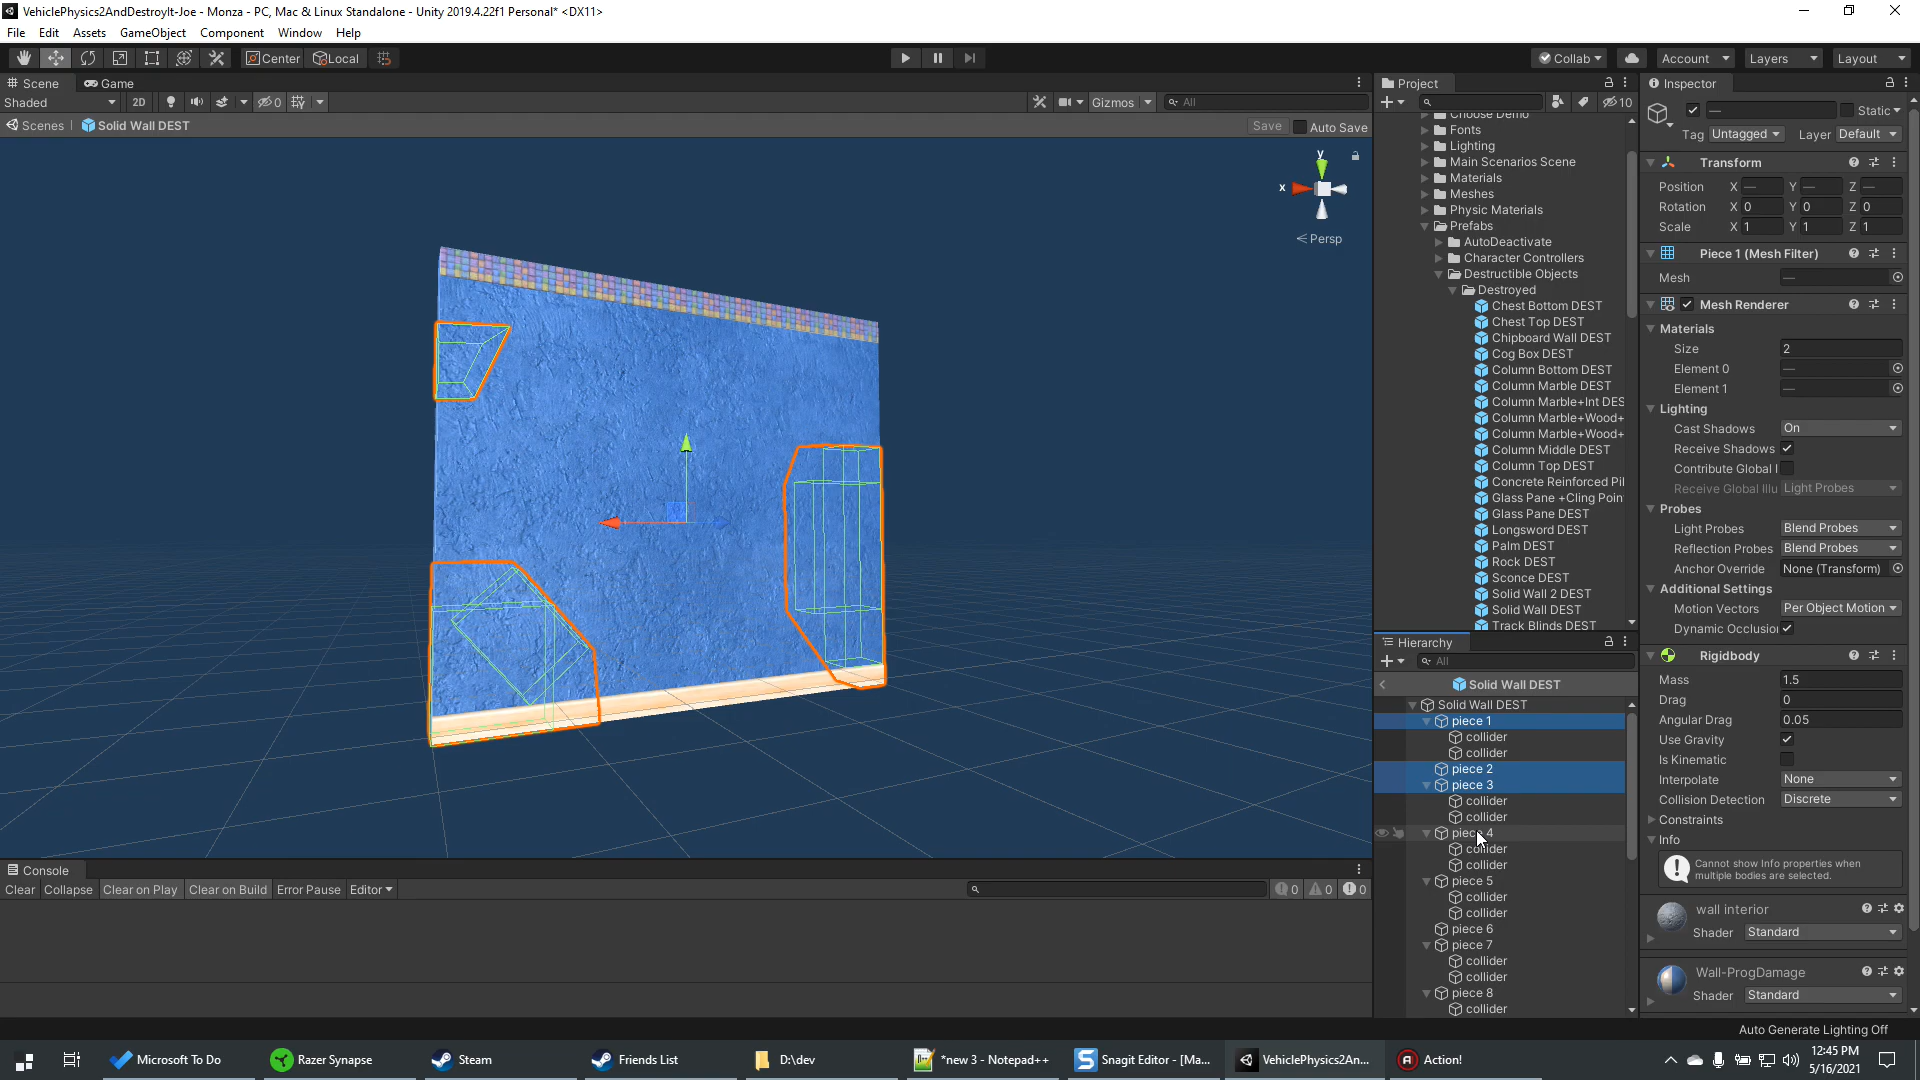 VehiclePhysics2AndDestroyIt-Joe - Monza - PC, Mac & Linux Standalone - Unity 2019.4.22f1 Personal* <DX11>
File Edit Assets GameObject Component Window Help
Center Local
Collab Account Layers Layout
Scene Game
Shaded 2D 0 Gizmos All
Scenes Solid Wall DEST Save Auto Save
y
x
Persp
Project
10
Choose Demo
Fonts
Lighting
Main Scenarios Scene
Materials
Meshes
Physic Materials
Prefabs
AutoDeactivate
Character Controllers
Destructible Objects
Destroyed
Chest Bottom DEST
Chest Top DEST
Chipboard Wall DEST
Cog Box DEST
Column Bottom DEST
Column Marble DEST
Column Marble+Int DES
Column Marble+Wood+
Column Marble+Wood+
Column Middle DEST
Column Top DEST
Concrete Reinforced Pil
Glass Pane +Cling Poin
Glass Pane DEST
Longsword DEST
Palm DEST
Rock DEST
Sconce DEST
Solid Wall 2 DEST
Solid Wall DEST
Track Blinds DEST
Hierarchy
All
Solid Wall DEST
Solid Wall DEST
piece 1
collider
collider
piece 2
piece 3
collider
collider
piece 4
collider
collider
piece 5
collider
collider
piece 6
piece 7
collider
collider
piece 8
collider
Inspector
— Static
Tag Untagged Layer Default
Transform
Position X — Y — Z —
Rotation X 0 Y 0 Z 0
Scale X 1 Y 1 Z 1
Piece 1 (Mesh Filter)
Mesh —
Mesh Renderer
Materials
Size 2
Element 0 —
Element 1 —
Lighting
Cast Shadows On
Receive Shadows
Contribute Global I
Receive Global Illu Light Probes
Probes
Light Probes Blend Probes
Reflection Probes Blend Probes
Anchor Override None (Transform)
Additional Settings
Motion Vectors Per Object Motion
Dynamic Occlusion
Rigidbody
Mass 1.5
Drag 0
Angular Drag 0.05
Use Gravity
Is Kinematic
Interpolate None
Collision Detection Discrete
Constraints
Info
Cannot show Info properties when
multiple bodies are selected.
wall interior
Shader Standard
Wall-ProgDamage
Shader Standard
Console
Clear Collapse Clear on Play Clear on Build Error Pause Editor 0 0 0
Auto Generate Lighting Off
Microsoft To Do Razer Synapse Steam Friends List D:\dev *new 3 - Notepad++ Snagit Editor - [Ma... VehiclePhysics2An... Action!
12:45 PM
5/16/2021